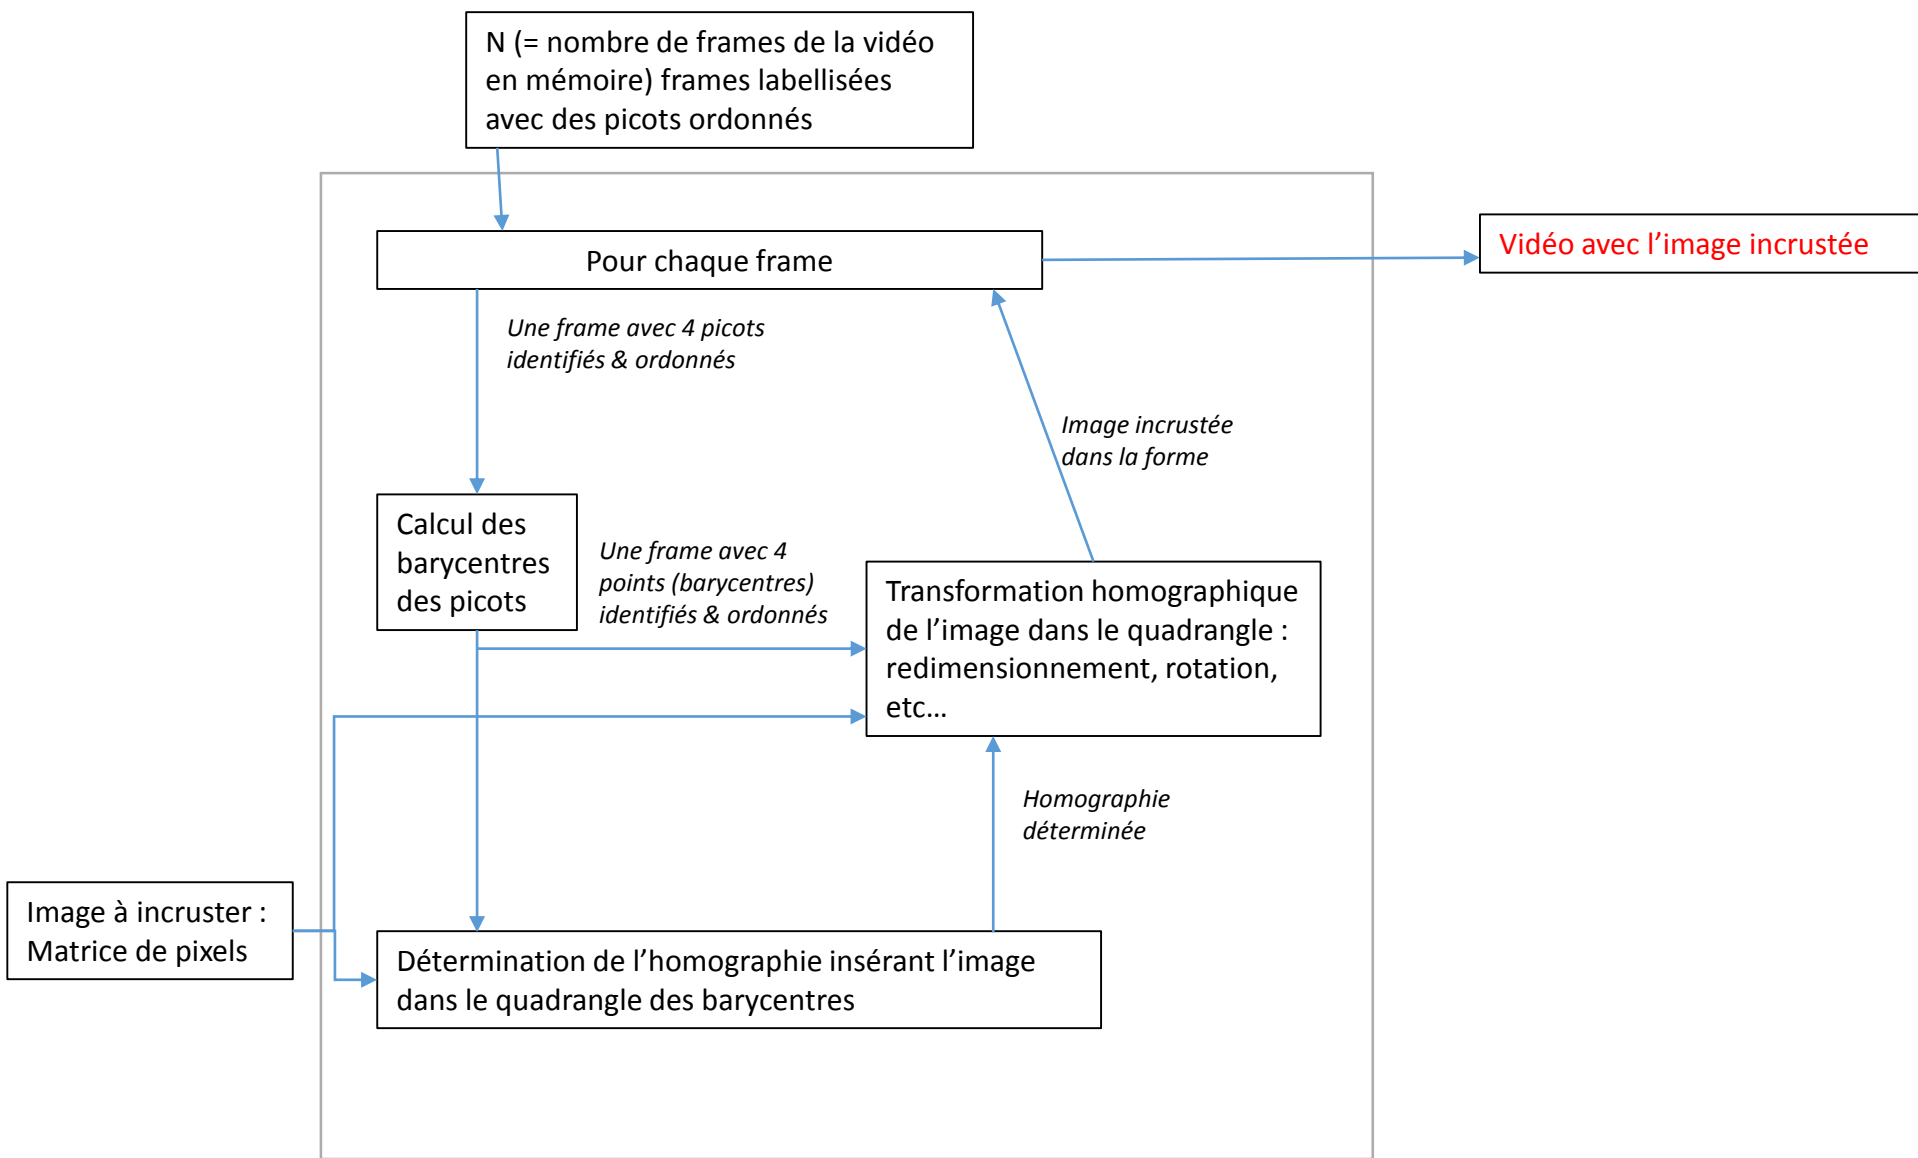 N (= nombre de frames de la vidéo
en mémoire) frames labellisées
avec des picots ordonnés
Pour chaque frame
Vidéo avec l’image incrustée
Une frame avec 4 picots
identifiés & ordonnés
Image incrustée
dans la forme
Calcul des
barycentres
des picots
Une frame avec 4
points (barycentres)
identifiés & ordonnés
Transformation homographique
de l’image dans le quadrangle :
redimensionnement, rotation,
etc…
Homographie
déterminée
Image à incruster :
Matrice de pixels
Détermination de l’homographie insérant l’image
dans le quadrangle des barycentres